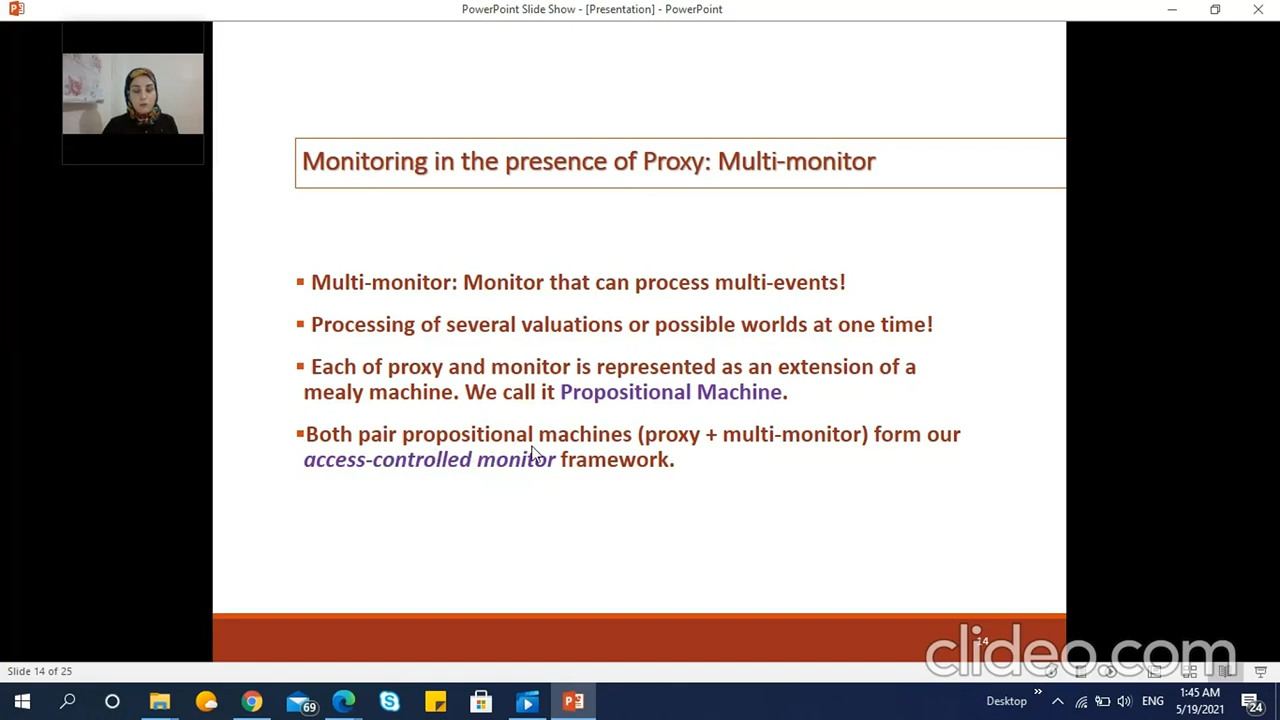 PowerPoint Slide Show - [Presentation] - PowerPoint
Monitoring in the presence of Proxy: Multi-monitor
Multi-monitor: Monitor that can process multi-events!
Processing of several valuations or possible worlds at one time!
Each of proxy and monitor is represented as an extension of a
mealy machine. We call it Propositional Machine.
Both pair propositional machines (proxy + multi-monitor) form our
access-controlled monitor framework.
14
clideo.com
Slide 14 of 25
69
Desktop
ENG
1:45 AM
5/19/2021
24